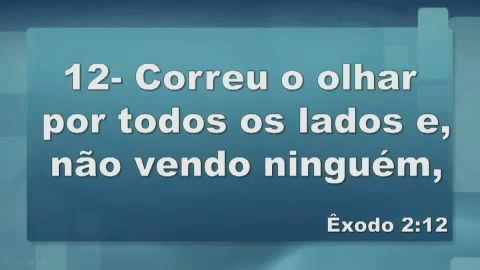 12- Correu o olhar
por todos os lados e,
não vendo ninguém,
Êxodo 2:12